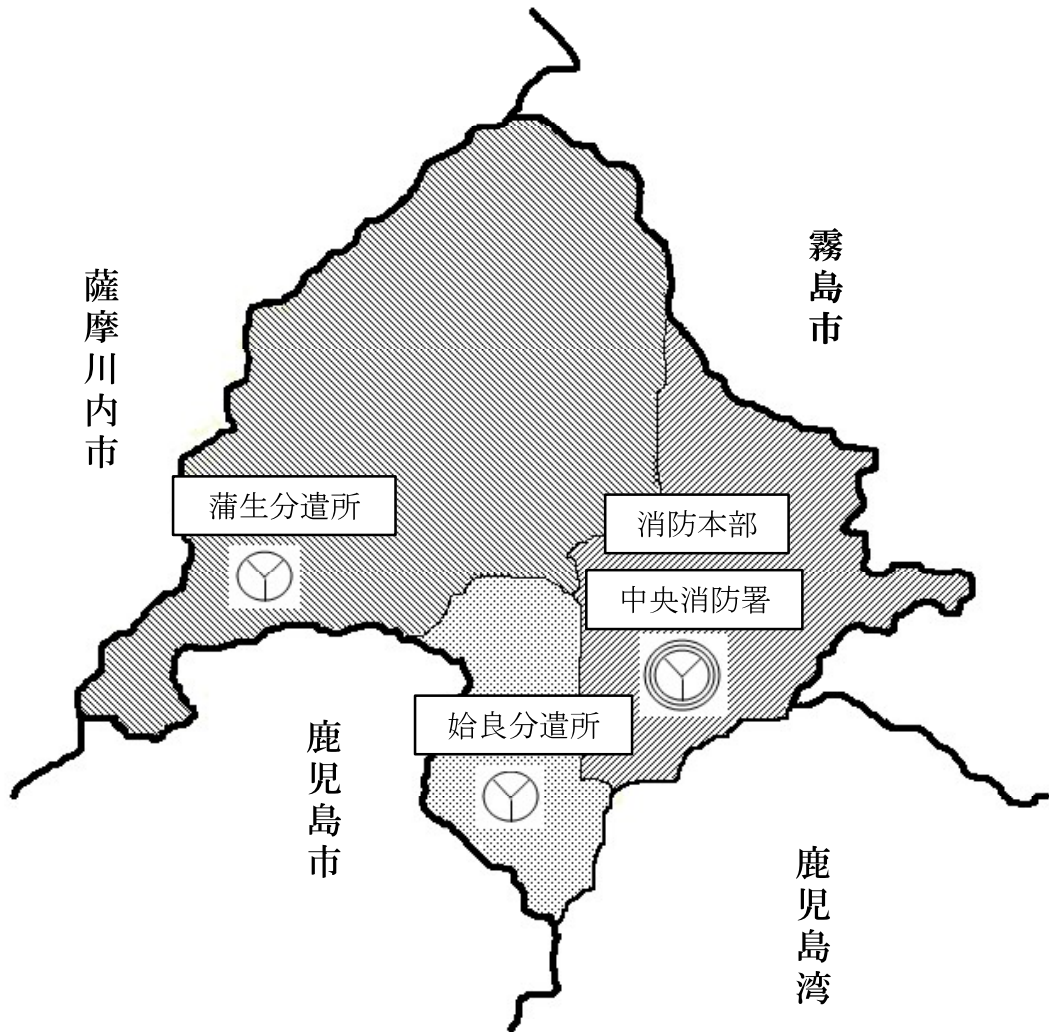 霧島市
薩摩川内市
蒲生分遣所
消防本部
中央消防署
姶良分遣所
鹿児島市
鹿児島湾